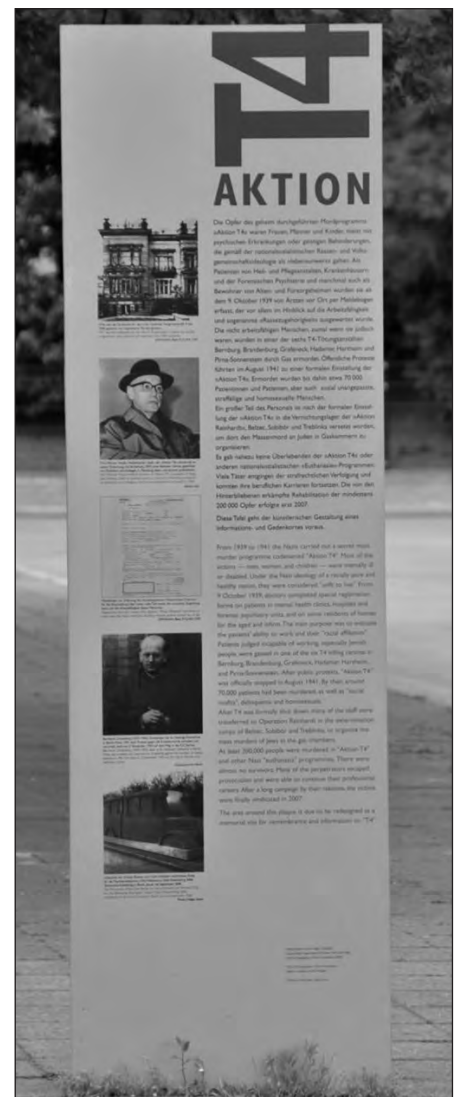 T4
AKTION
Die Opfer des geheim durchgeführten Mordprogramms
»Aktion T4« waren Frauen, Männer und Kinder, meist mit
psychischen Erkrankungen oder geistigen Behinderungen,
die gemäß der nationalsozialistischen Rassen- und Volks-
gemeinschaftsideologie als »lebensunwert« galten. Als
Patienten von Heil- und Pflegeanstalten, Krankenhäusern
und der Forensischen Psychiatrie und manchmal auch als
Bewohner von Alten- und Fürsorgeheimen wurden sie ab
dem 9. Oktober 1939 von Ärzten vor Ort per Meldebogen
erfasst, der vor allem im Hinblick auf die Arbeitsfähigkeit
und sogenannte »Rassezugehörigkeit« ausgewertet wurde.
Die nicht arbeitsfähigen Menschen, zumal wenn sie jüdisch
waren, wurden in einer der sechs T4-Tötungsanstalten
Bernburg, Brandenburg, Grafeneck, Hadamar, Hartheim und
Pirna-Sonnenstein durch Gas ermordet. Öffentliche Proteste
führten im August 1941 zu einer formellen Einstellung der
»Aktion T4«. Ermordet wurden bis dahin etwa 70 000
Patientinnen und Patienten, aber auch sozial unangepasste,
straffällige und homosexuelle Menschen.
Ein großer Teil des Personals ist nach der formalen Einstel-
lung der »Aktion T4« in die Vernichtungslager der »Aktion
Reinhardt«, Belzec, Sobibór und Treblinka, versetzt worden,
um dort den Massenmord an Juden in Gaskammern zu
organisieren.
Es gab nahezu keine Überlebenden der »Aktion T4« oder
anderen nationalsozialistischen »Euthanasie«-Programmen.
Viele Täter entgingen der strafrechtlichen Verfolgung und
konnten ihre beruflichen Karrieren fortsetzen. Die von den
Hinterbliebenen erkämpfte Rehabilitation der mindestens
200 000 Opfer erfolgte erst 2007.
Diese Tafel geht der künstlerischen Gestaltung eines
Informations- und Gedenkortes voraus.
From 1939 to 1941 the Nazis carried out a secret mass
murder programme codenamed "Aktion T4". Most of the
victims — men, women and children — were mentally ill
or disabled. Under the Nazi ideology of a racially pure and
healthy nation, they were considered "unfit to live". From
9 October 1939, doctors completed special registration
forms on patients in mental health clinics, hospitals and
forensic psychiatry units and on some residents of homes
for the aged and infirm. The main purpose was to evaluate
the patients' ability to work and their "racial affiliation".
Patients judged incapable of working, especially Jewish
people, were gassed in one of the six T4 killing centres in
Bernburg, Brandenburg, Grafeneck, Hadamar, Hartheim,
and Pirna-Sonnenstein. After public protests, "Aktion T4"
was officially stopped in August 1941. By then, around
70,000 patients had been murdered, as well as "social
misfits", delinquents and homosexuals.
After T4 was formally shut down, many of the staff were
transferred to Operation Reinhardt in the extermination
camps of Belzec, Sobibór and Treblinka, to organize the
mass murders of Jews in the gas chambers.
At least 200,000 people were murdered in "Aktion T4"
and other Nazi "euthanasia" programmes. There were
almost no survivors. Many of the perpetrators escaped
prosecution and were able to continue their professional
careers. After a long campaign by their relatives, the victims
were finally vindicated in 2007.
The area around this plaque is due to be redesigned as a
memorial site for remembrance and information on "T4"